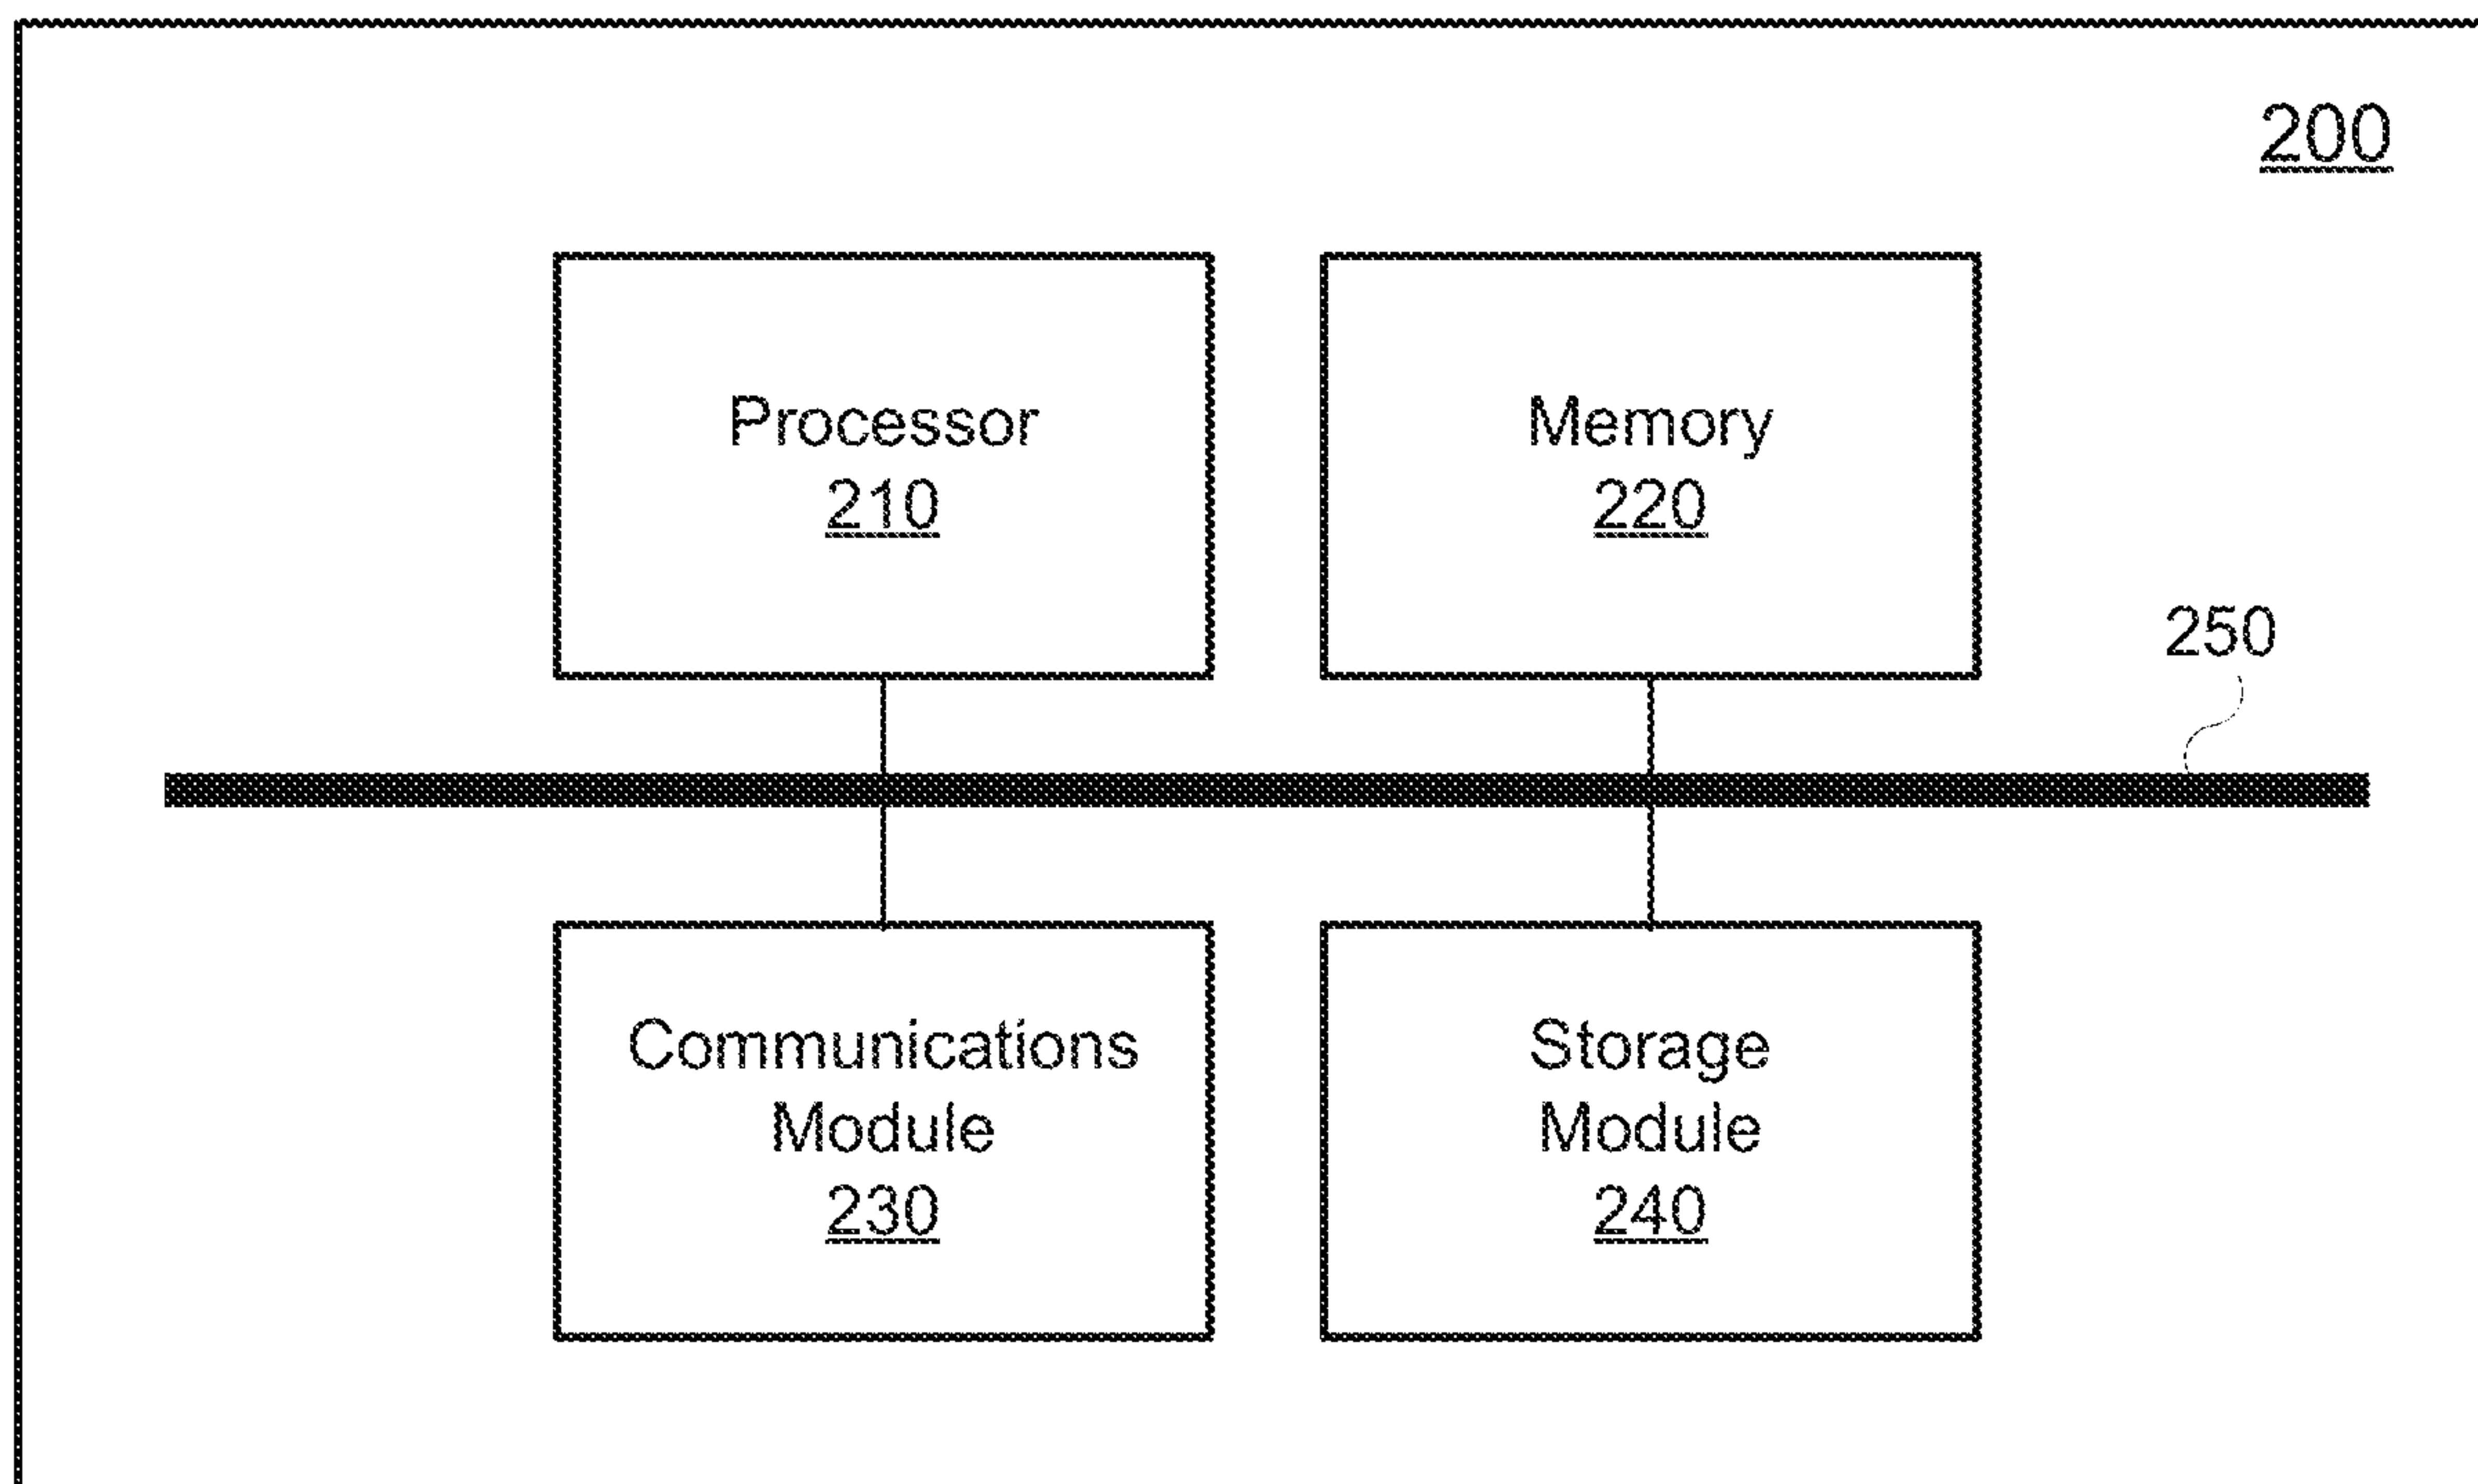 200
Processor
210
Memory
220
250
Communications
Module
230
Storage
Module
240